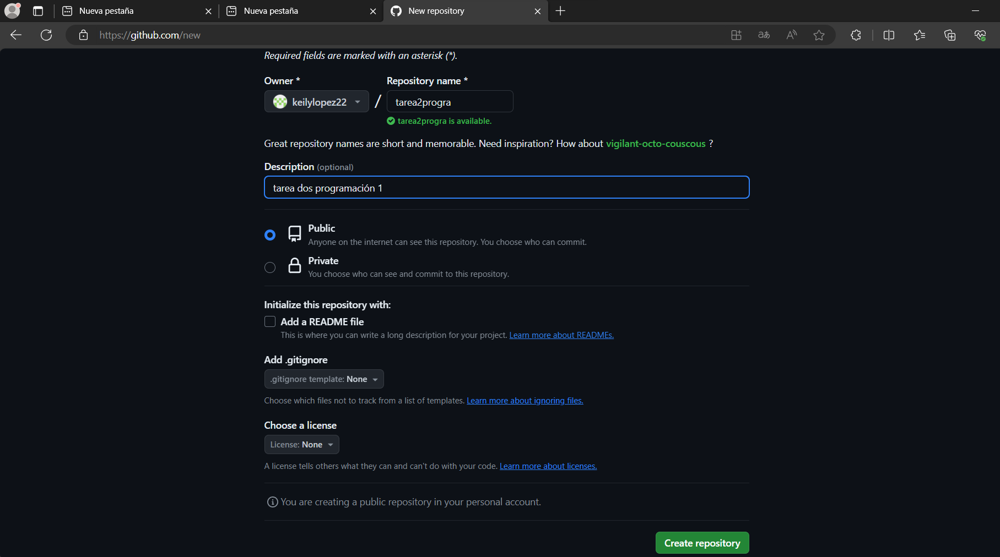 Nueva pestaña
Nueva pestaña
New repository
https://github.com/new
Required fields are marked with an asterisk (*).
Owner *
Repository name *
keilylopez22
/
tarea2progra
tarea2progra is available.
Great repository names are short and memorable. Need inspiration? How about vigilant-octo-couscous ?
Description (optional)
tarea dos programación 1
Public
Anyone on the internet can see this repository. You choose who can commit.
Private
You choose who can see and commit to this repository.
Initialize this repository with:
Add a README file
This is where you can write a long description for your project. Learn more about READMEs.
Add .gitignore
.gitignore template: None
Choose which files not to track from a list of templates. Learn more about ignoring files.
Choose a license
License: None
A license tells others what they can and can't do with your code. Learn more about licenses.
You are creating a public repository in your personal account.
Create repository